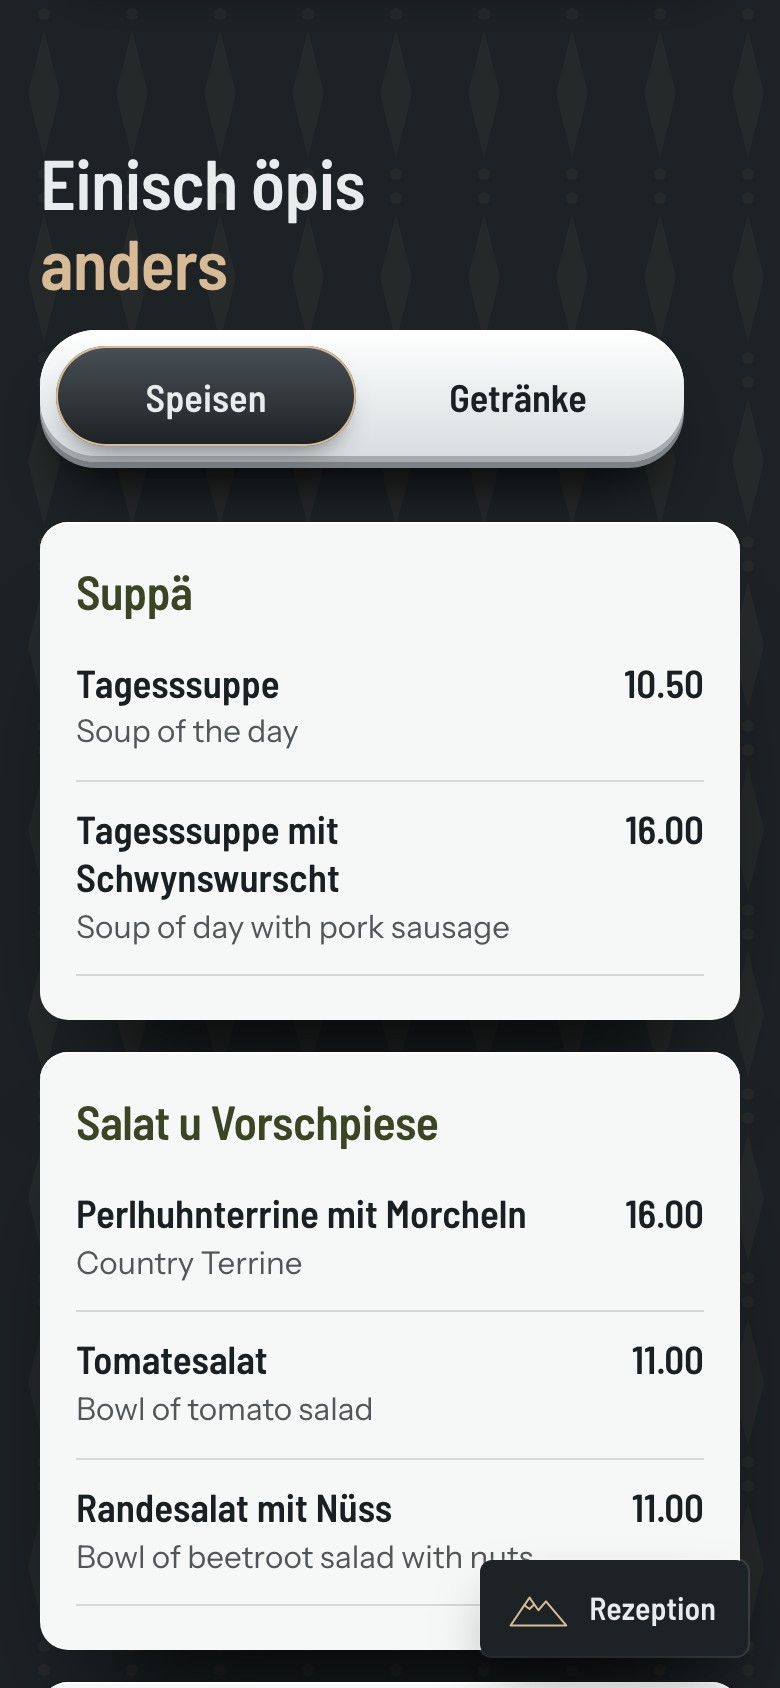 Einisch öpis
anders
Speisen
Getränke
Suppä
Tagesssuppe 10.50
Soup of the day
Tagesssuppe mit 16.00
Schwynswurscht
Soup of day with pork sausage
Salat u Vorschpiese
Perlhuhnterrine mit Morcheln 16.00
Country Terrine
Tomatesalat 11.00
Bowl of tomato salad
Randesalat mit Nüss 11.00
Bowl of beetroot salad with nuts
Rezeption